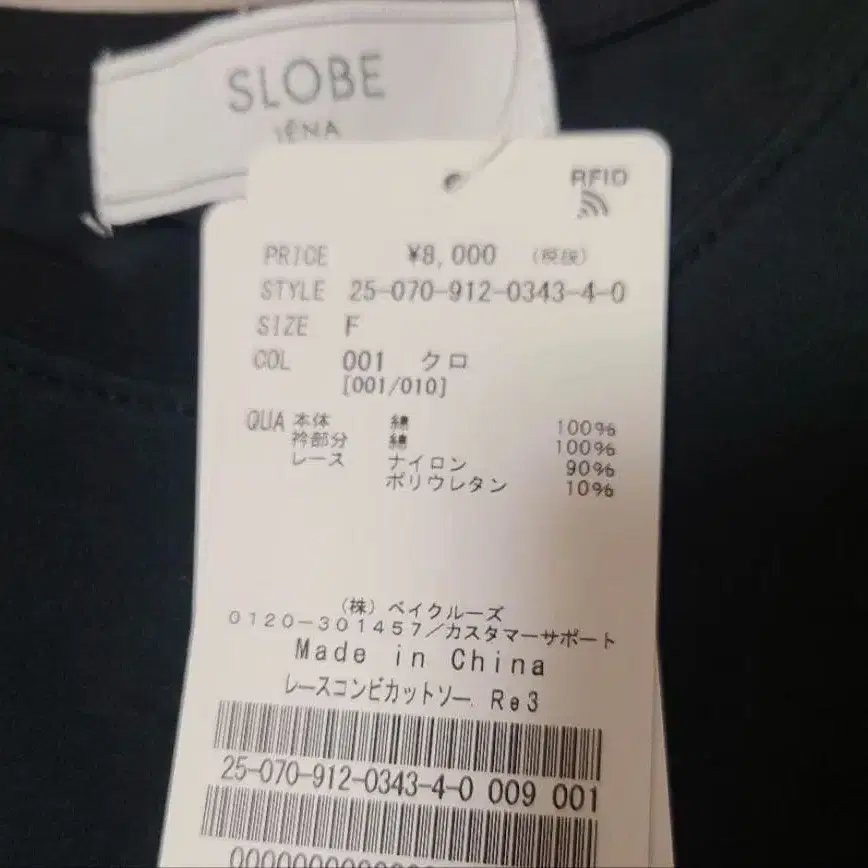 SLOBE
IÉNA
RFID
PRICE ¥8,000 (税抜)
STYLE 25-070-912-0343-4-0
SIZE F
COL 001 クロ
[001/010]
QUA 本体 綿 100%
衿部分 綿 100%
レース ナイロン 90%
ポリウレタン 10%
(株) ベイクルーズ
0120-301457/カスタマーサポート
Made in China
レースコンビカットソー. Re3
25-070-912-0343-4-0 009 001